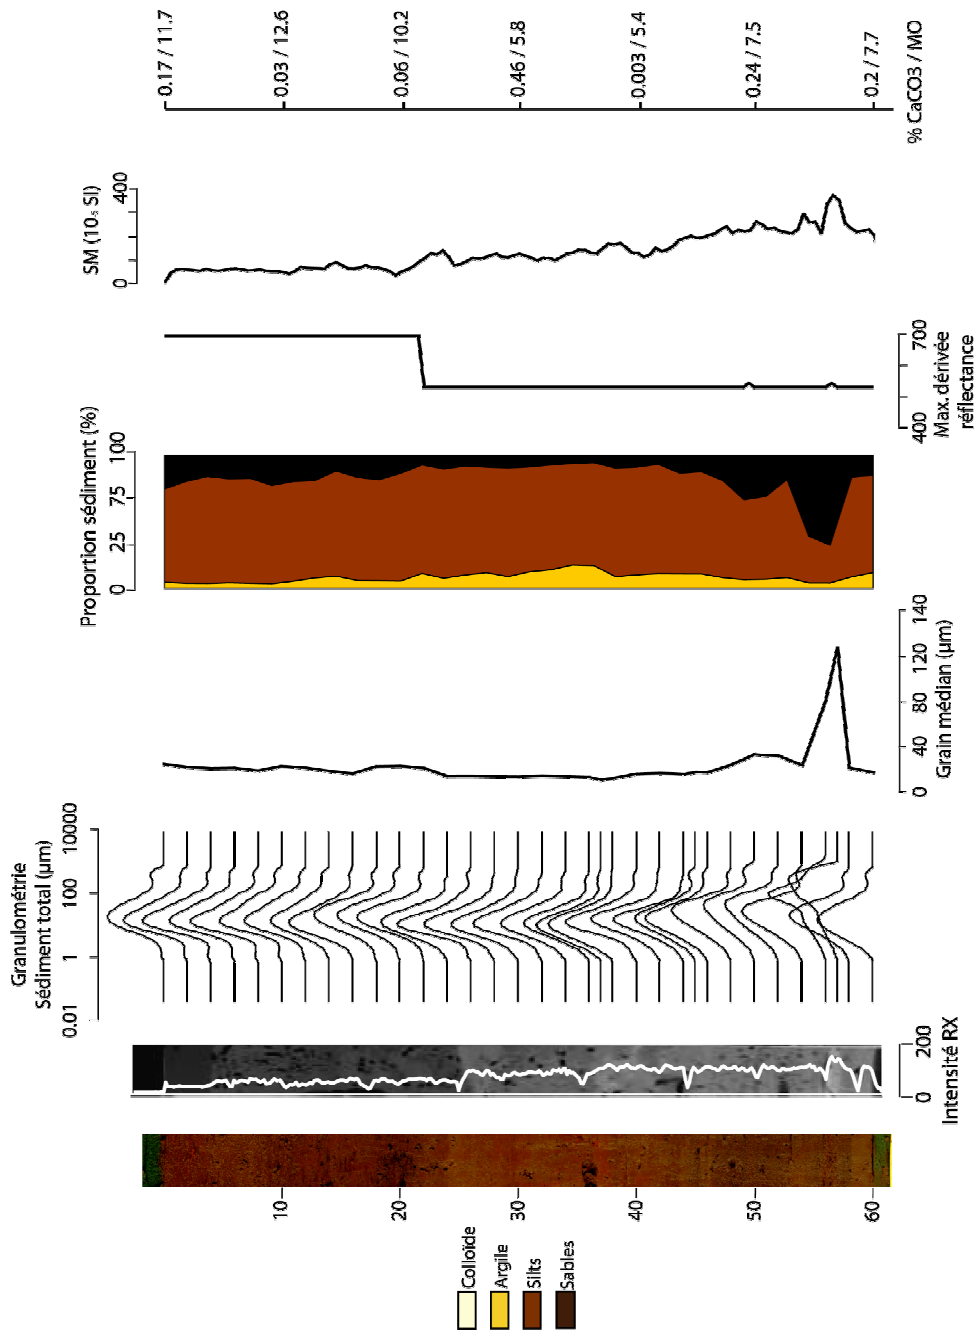 0.17 / 11.7
0.03 / 12.6
0.06 / 10.2
0.46 / 5.8
0.003 / 5.4
0.24 / 7.5
0.2 / 7.7
% CaCO3 / MO
SM (10-5 SI)
0
400
700
400
Max. dérivée
réflectance
Proportion sédiment (%)
0
25
75
100
140
120
80
40
0
Grain médian (µm)
Granulométrie
Sédiment total (µm)
0.01
1
100
10000
200
0
Intensité RX
10
20
30
40
50
60
Colloïde
Argile
Silts
Sables